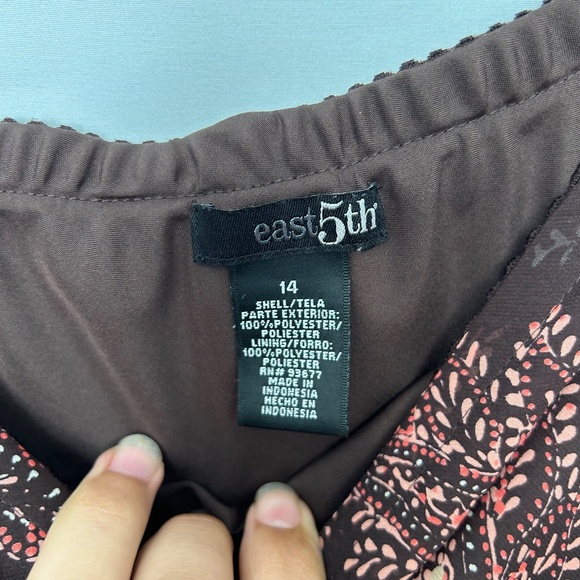 east5th
14
SHELL/TELA
PARTE EXTERIOR:
100%POLYESTER/
POLIESTER
LINING/FORRO:
100%POLYESTER/
POLIESTER
RN# 93677
MADE IN
INDONESIA
HECHO EN
INDONESIA